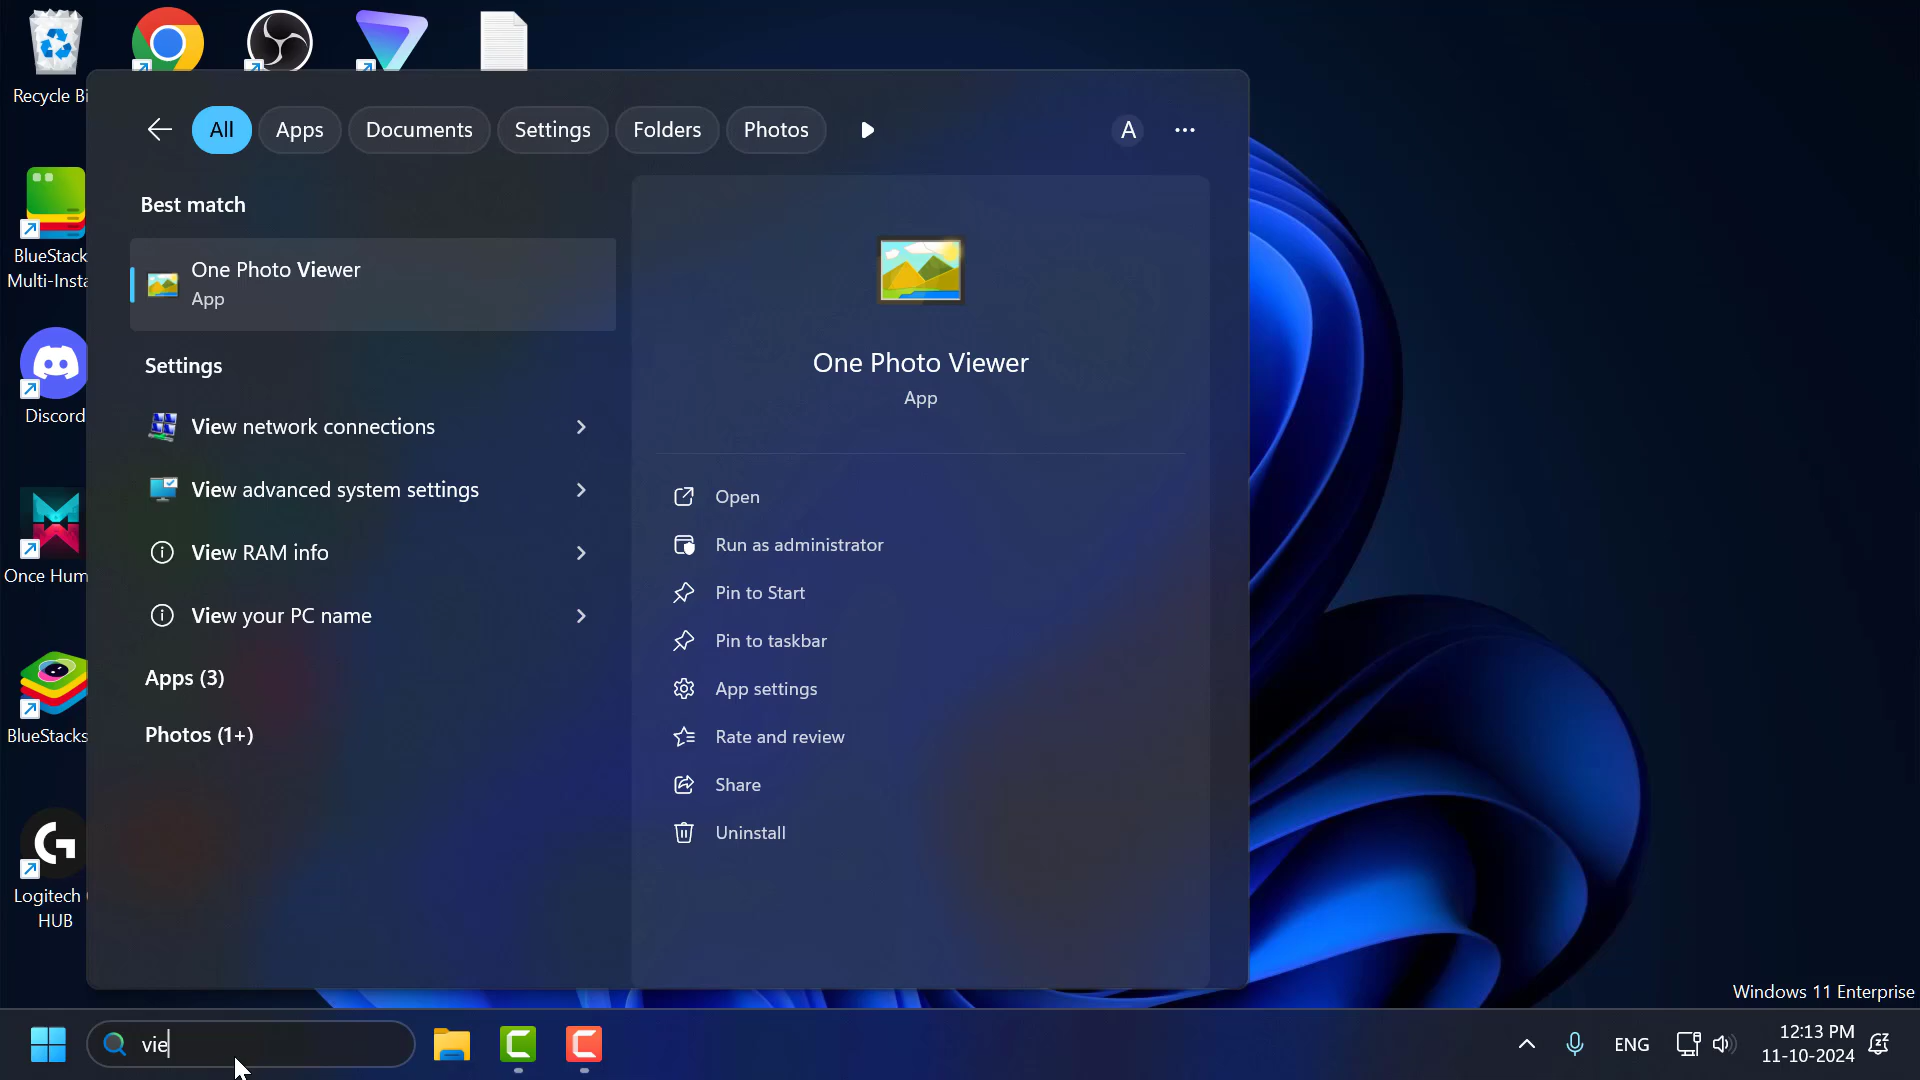 Recycle Bi
All
Apps
Documents
Settings
Folders
Photos
A
Best match
One Photo Viewer
App
Settings
View network connections
View advanced system settings
View RAM info
View your PC name
Apps (3)
Photos (1+)
One Photo Viewer
App
Open
Run as administrator
Pin to Start
Pin to taskbar
App settings
Rate and review
Share
Uninstall
BlueStack
Multi-Insta
Discord
Once Hum
BlueStacks
Logitech
HUB
Windows 11 Enterprise
vie
ENG
12:13 PM
11-10-2024